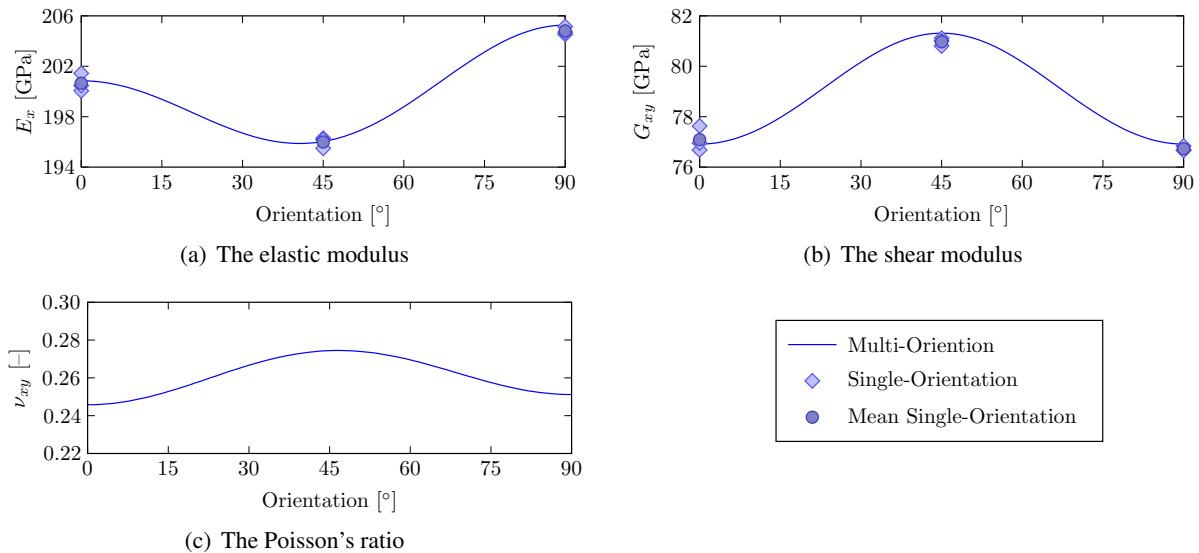 206
202
198
194
E_x [GPa]
0 15 30 45 60 75 90
Orientation [°]
(a) The elastic modulus
82
80
78
76
G_xy [GPa]
0 15 30 45 60 75 90
Orientation [°]
(b) The shear modulus
0.30
0.28
0.26
0.24
0.22
ν_xy [–]
0 15 30 45 60 75 90
Orientation [°]
(c) The Poisson's ratio
Multi-Oriention
Single-Orientation
Mean Single-Orientation